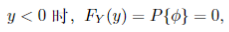 y < 0 时, F_Y(y) = P{ϕ} = 0,